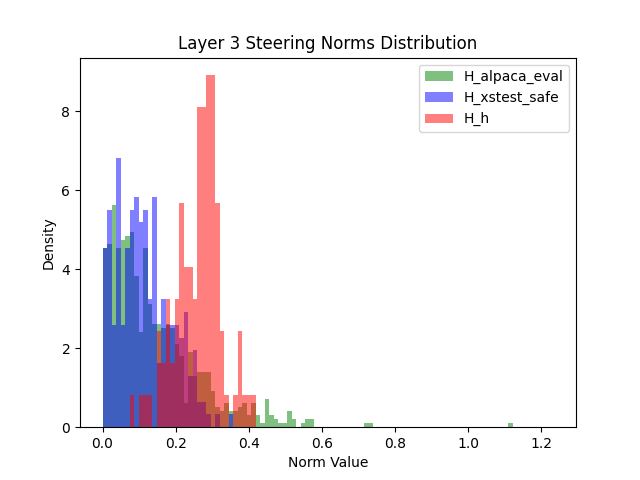 Layer 3 Steering Norms Distribution
H_alpaca_eval
H_xstest_safe
H_h
Density
8
6
4
2
0
0.0 0.2 0.4 0.6 0.8 1.0 1.2
Norm Value